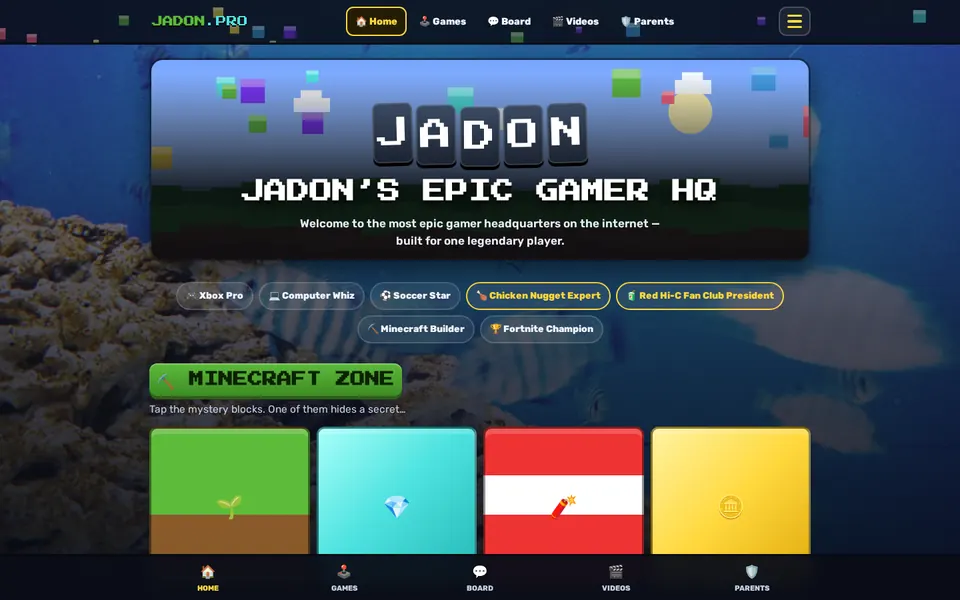 JADON.PRO
🏠 Home
🕹️ Games
💬 Board
🎬 Videos
🛡️ Parents
JADON
JADON'S EPIC GAMER HQ
Welcome to the most epic gamer headquarters on the internet —
built for one legendary player.
🎮 Xbox Pro
💻 Computer Whiz
⚽ Soccer Star
🍗 Chicken Nugget Expert
🧃 Red Hi-C Fan Club President
⛏️ Minecraft Builder
🏆 Fortnite Champion
⛏️ MINECRAFT ZONE
Tap the mystery blocks. One of them hides a secret…
HOME
GAMES
BOARD
VIDEOS
PARENTS